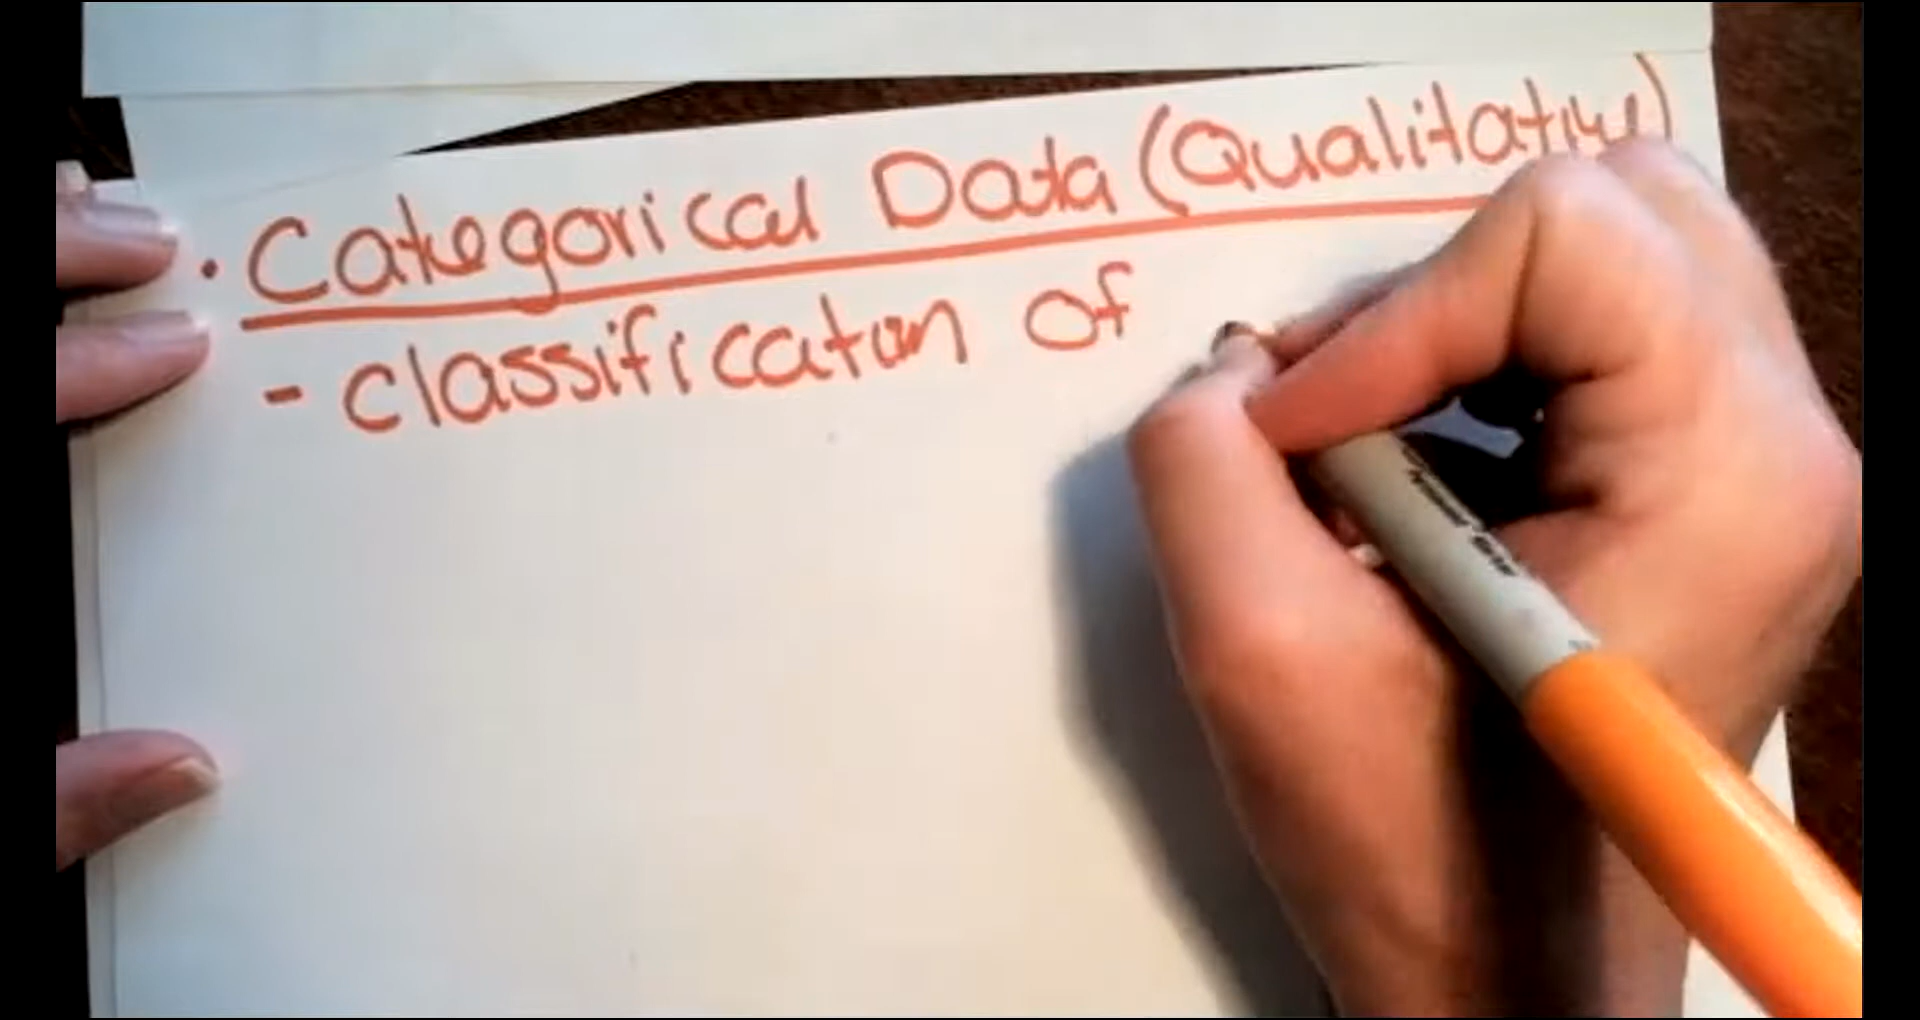 · Categorical Data (Qualitative)
- Classification of